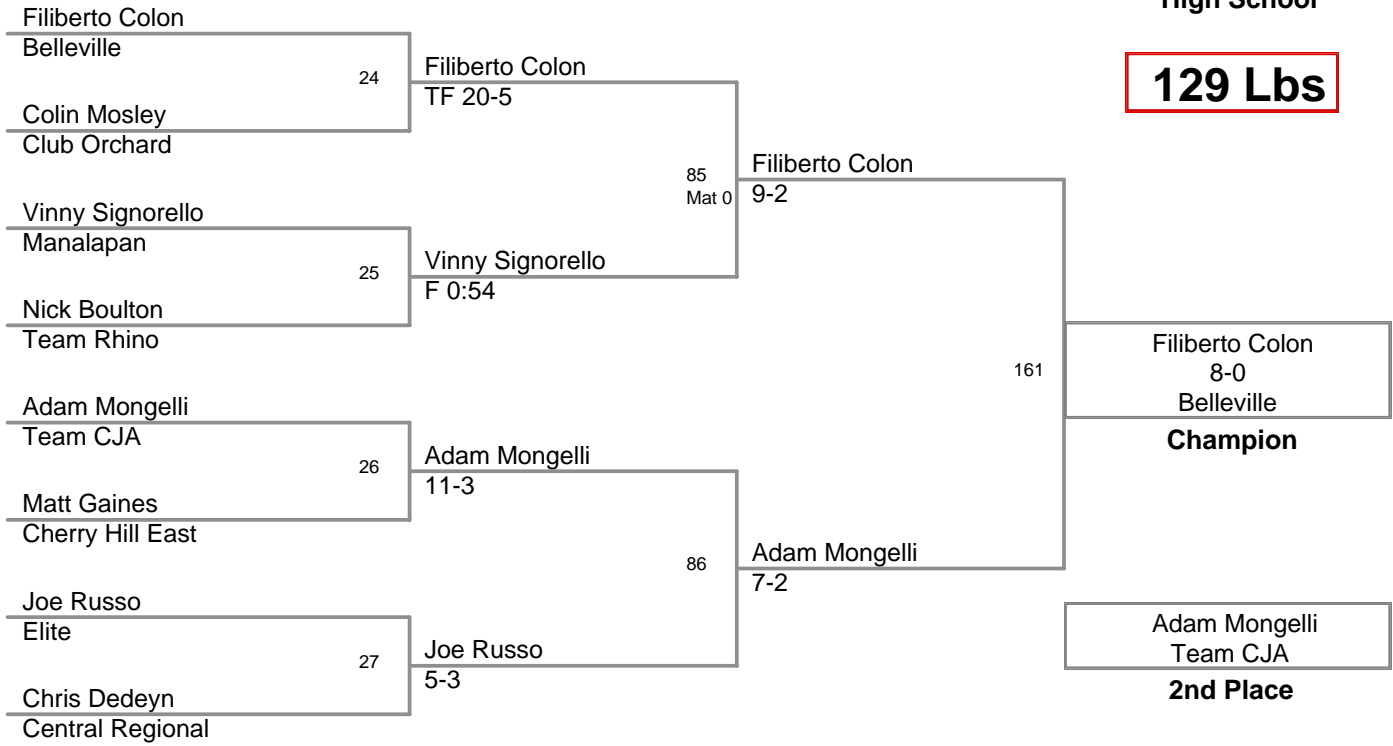 High School
129 Lbs
Filiberto Colon
Belleville
24
Colin Mosley
Club Orchard
Vinny Signorello
Manalapan
25
Nick Boulton
Team Rhino
Adam Mongelli
Team CJA
26
Matt Gaines
Cherry Hill East
Joe Russo
Elite
27
Chris Dedeyn
Central Regional
Filiberto Colon
TF 20-5
85
Mat 0
Vinny Signorello
F 0:54
Adam Mongelli
11-3
86
Joe Russo
5-3
Filiberto Colon
9-2
161
Adam Mongelli
7-2
Filiberto Colon
8-0
Belleville
Champion
Adam Mongelli
Team CJA
2nd Place